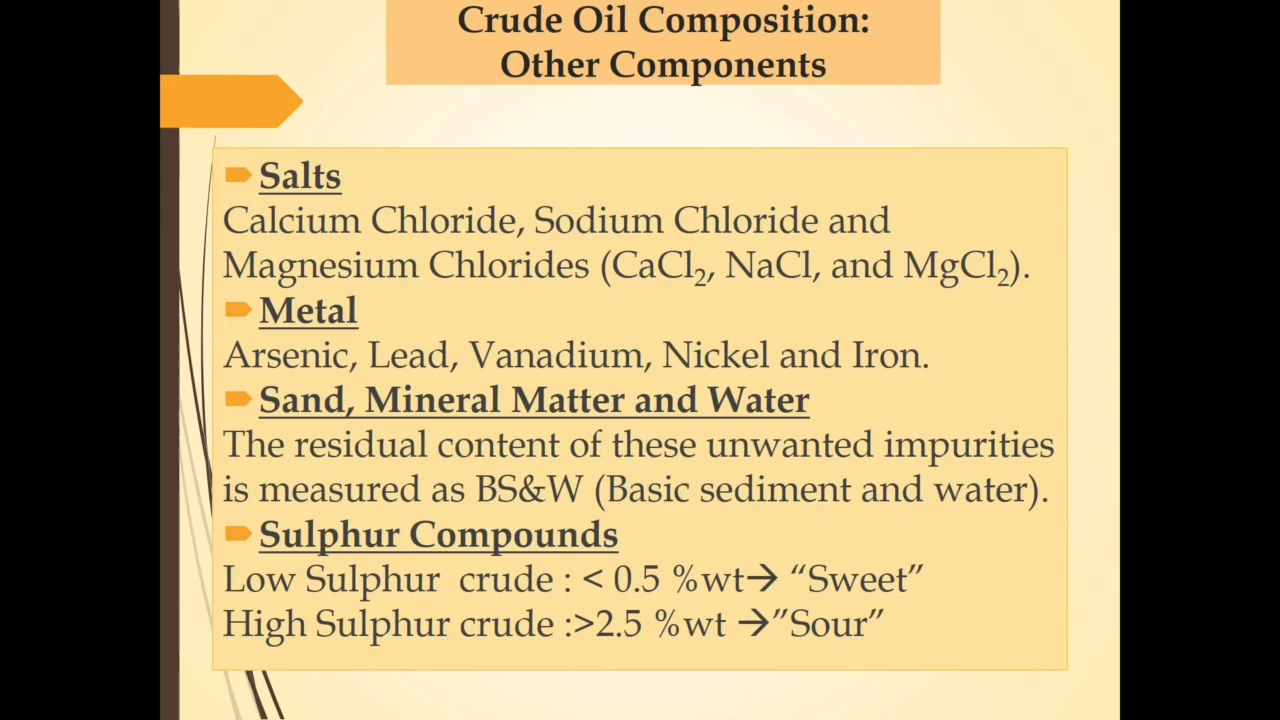 Crude Oil Composition:
Other Components
Salts
Calcium Chloride, Sodium Chloride and
Magnesium Chlorides (CaCl₂, NaCl, and MgCl₂).
Metal
Arsenic, Lead, Vanadium, Nickel and Iron.
Sand, Mineral Matter and Water
The residual content of these unwanted impurities
is measured as BS&W (Basic sediment and water).
Sulphur Compounds
Low Sulphur  crude : < 0.5 %wt→ “Sweet”
High Sulphur crude :>2.5 %wt →”Sour”